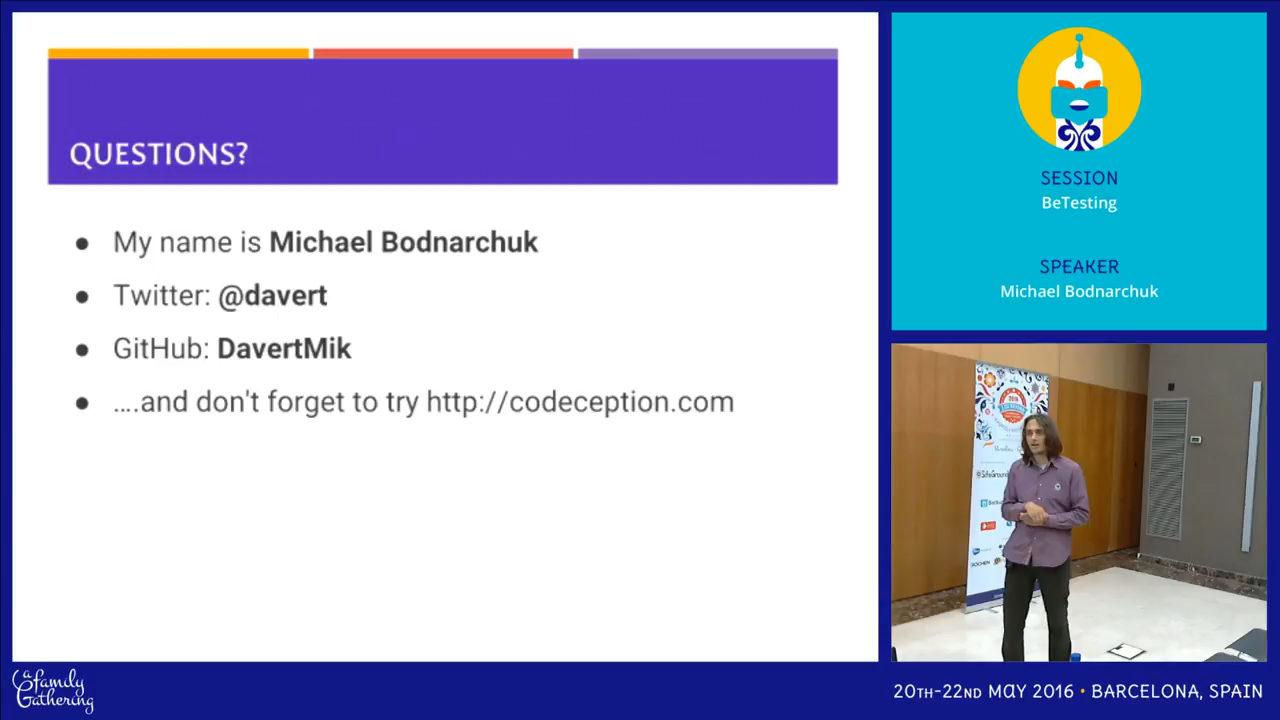 QUESTIONS?
● My name is Michael Bodnarchuk
● Twitter: @davert
● GitHub: DavertMik
● ….and don't forget to try http://codeception.com
SESSION
BeTesting
SPEAKER
Michael Bodnarchuk
2016
a family
Gathering
20TH-22ND MAY 2016 • BARCELONA, SPAIN